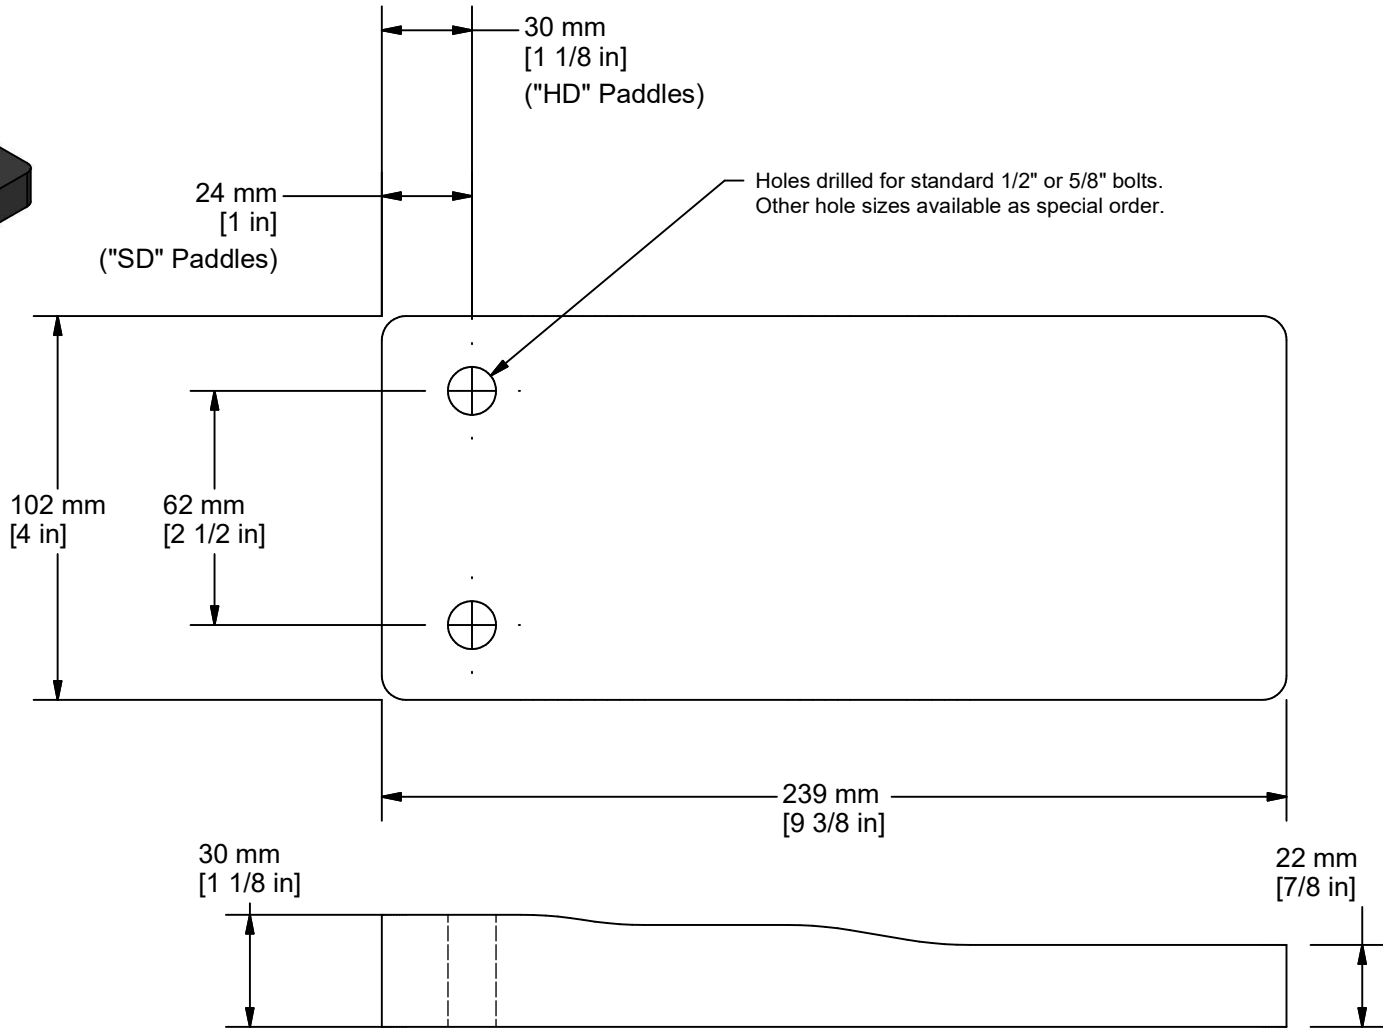 30 mm
[1 1/8 in]
("HD" Paddles)
24 mm
[1 in]
("SD" Paddles)
Holes drilled for standard 1/2" or 5/8" bolts.
Other hole sizes available as special order.
102 mm
[4 in]
62 mm
[2 1/2 in]
239 mm
[9 3/8 in]
30 mm
[1 1/8 in]
22 mm
[7/8 in]